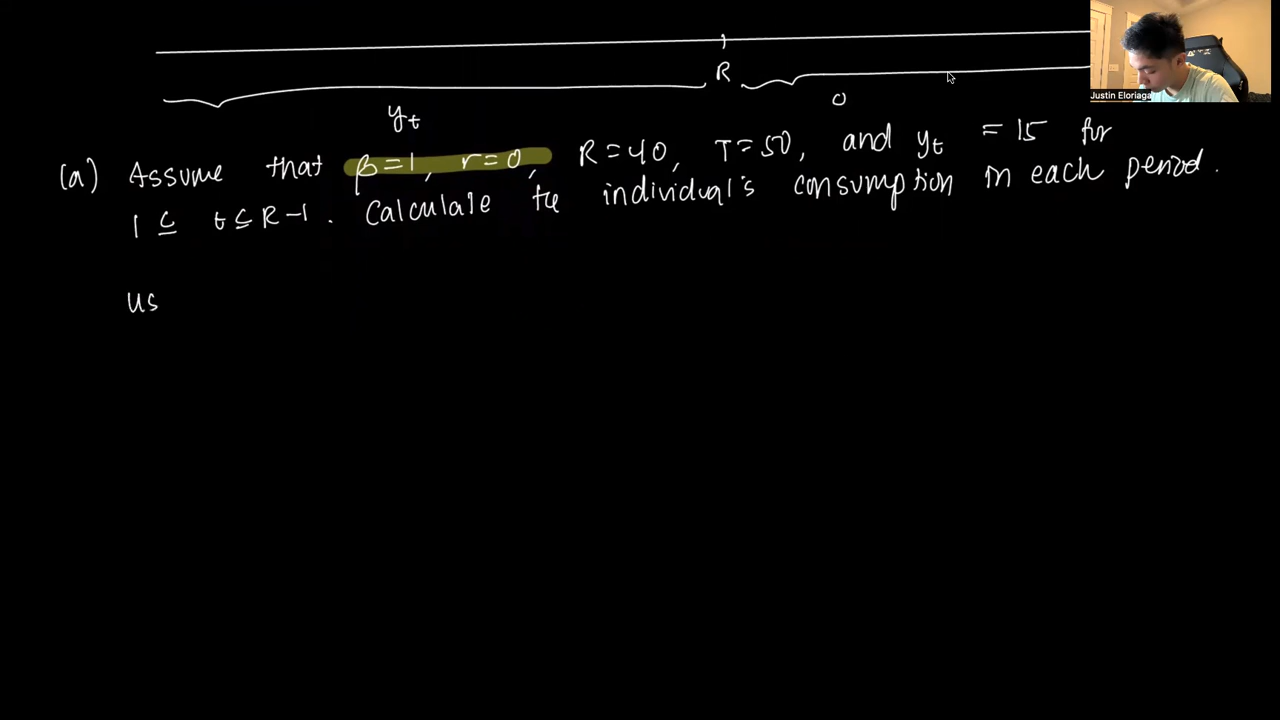 R
y_t
0
(a) Assume that β=1, r=0, R=40, T=50, and y_t = 15 for
1 ≤ t ≤ R-1. Calculate the individual's consumption in each period.
us
Justin Eloriaga